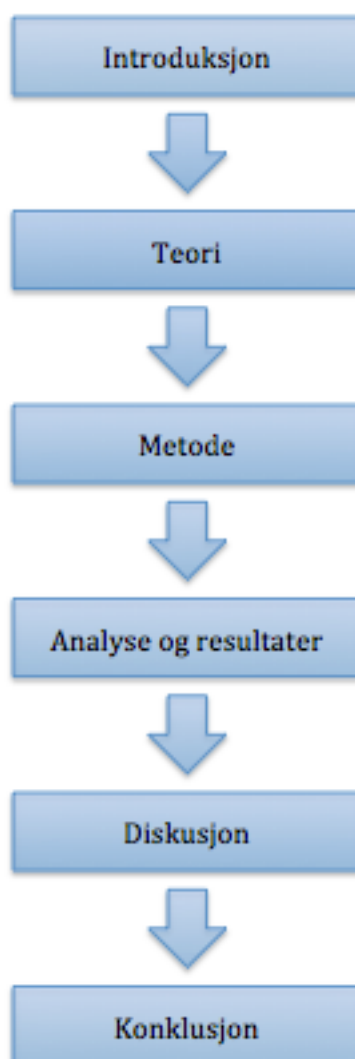 Introduksjon
Teori
Metode
Analyse og resultater
Diskusjon
Konklusjon